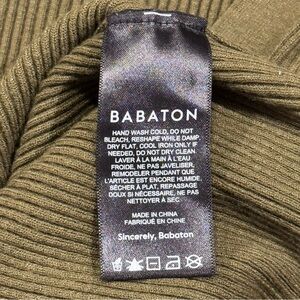 BABATON
HAND WASH COLD, DO NOT
BLEACH, RESHAPE WHILE DAMP.
DRY FLAT, COOL IRON ONLY IF
NEEDED, DO NOT DRY CLEAN
LAVER À LA MAIN À L'EAU
FROIDE, NE PAS JAVELISER,
REMODELER PENDANT QUE
L'ARTICLE EST ENCORE HUMIDE.
SÉCHER À PLAT, REPASSAGE
DOUX SI NÉCESSAIRE, NE PAS
NETTOYER À SEC
MADE IN CHINA
FABRIQUÉ EN CHINE
Sincerely, Babaton